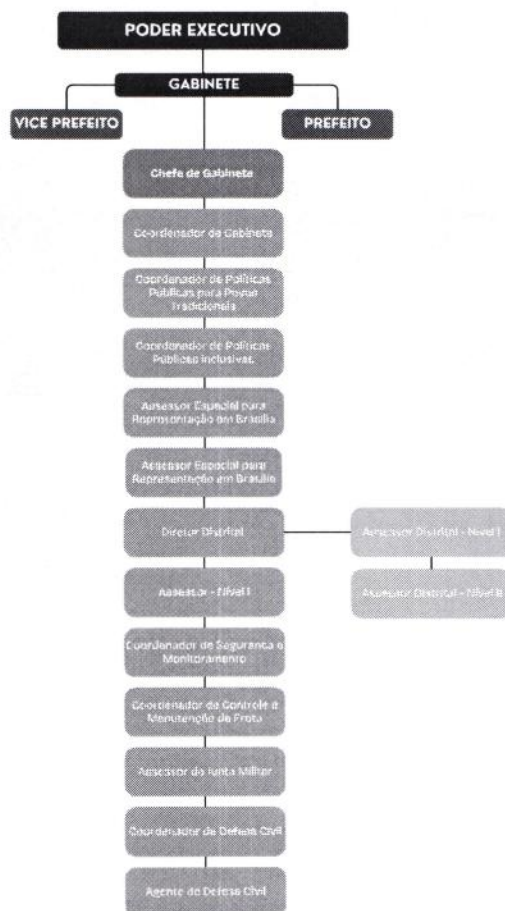 PODER EXECUTIVO
GABINETE
VICE PREFEITO
PREFEITO
Chefe de Gabinete
Coordenador de Gabinete
Coordenador de Políticas
Públicas para Povos
Tradicionais
Coordenador de Políticas
Públicas Inclusivas
Assessor Especial para
Representação em Brasília
Assessor Especial para
Representação em Brasília
Diretor Distrital
Assessor Distrital - Nível I
Assessor - Nível I
Assessor Distrital - Nível II
Coordenador de Segurança e
Monitoramento
Coordenador de Controle e
Manutenção de Frota
Assessor da Junta Militar
Coordenador de Defesa Civil
Agente de Defesa Civil